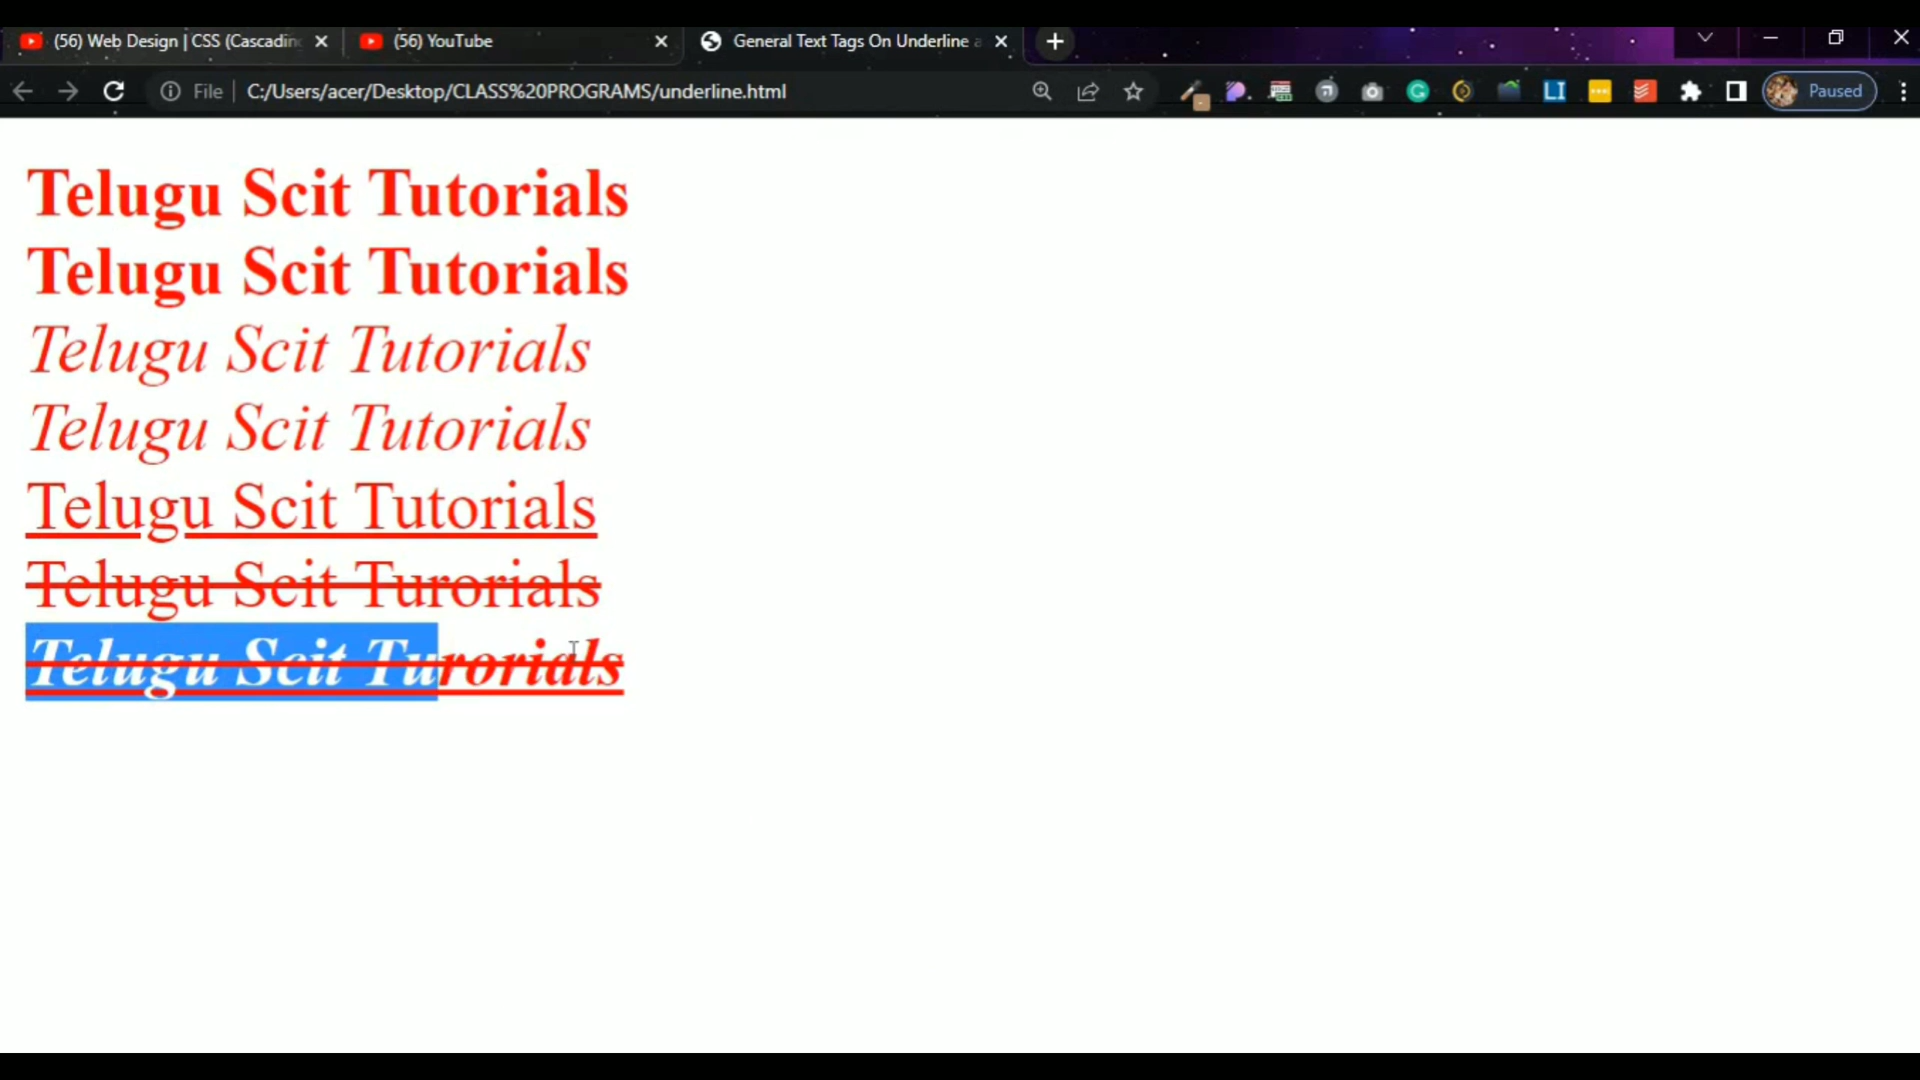 (56) Web Design | CSS (Cascadin
(56) YouTube
General Text Tags On Underline a
File
C:/Users/acer/Desktop/CLASS%20PROGRAMS/underline.html
LI
Paused
Telugu Scit Tutorials
Telugu Scit Tutorials
Telugu Scit Tutorials
Telugu Scit Tutorials
Telugu Scit Tutorials
Telugu Scit Turorials
Telugu Scit Turorials